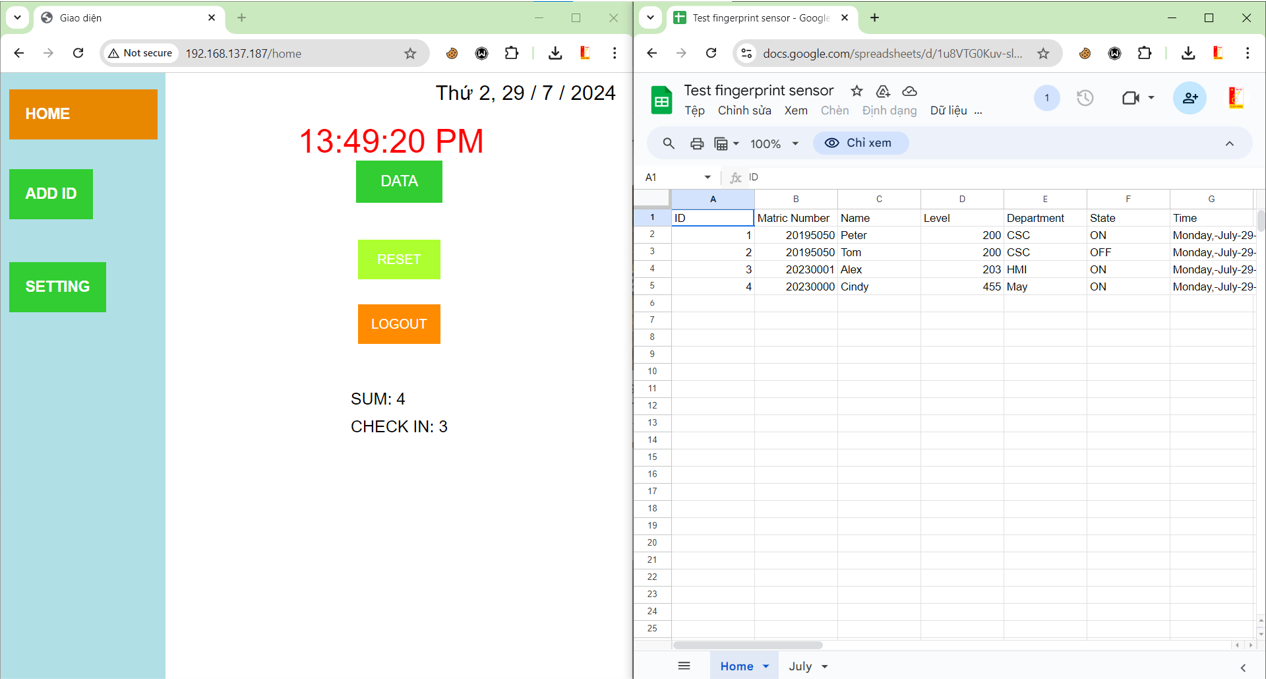 Giao diện
Not secure 192.168.137.187/home
HOME
ADD ID
SETTING
Thứ 2, 29 / 7 / 2024
13:49:20 PM
DATA
RESET
LOGOUT
SUM: 4
CHECK IN: 3
Test fingerprint sensor - Google
docs.google.com/spreadsheets/d/1u8VTG0Kuv-sl...
Test fingerprint sensor
1
Tệp Chỉnh sửa Xem Chèn Định dạng Dữ liệu ...
100% Chỉ xem
A1 fx ID
A B C D E F G
1 ID Matric Number Name Level Department State Time
2 1 20195050 Peter 200 CSC ON Monday,-July-29-
3 2 20195050 Tom 200 CSC OFF Monday,-July-29-
4 3 20230001 Alex 203 HMI ON Monday,-July-29-
5 4 20230000 Cindy 455 May ON Monday,-July-29-
6
7
8
9
10
11
12
13
14
15
16
17
18
19
20
21
22
23
24
25
Home July